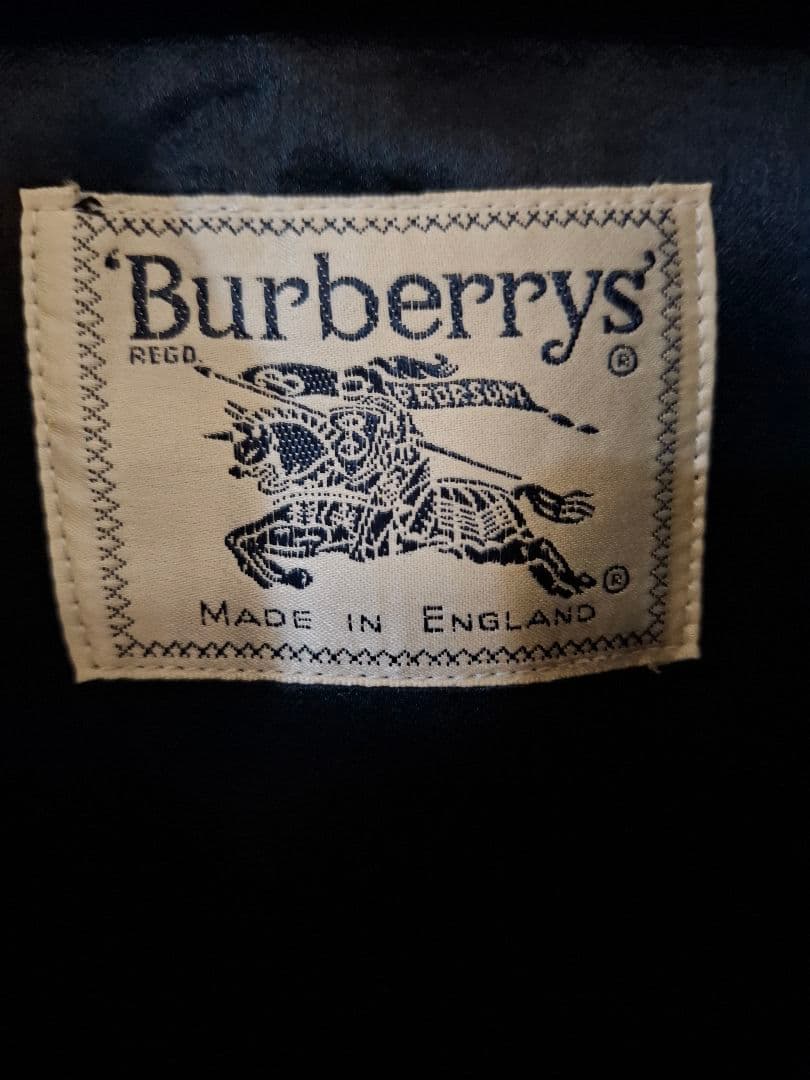 ‘Burberrys’
REGD. ®
PRORSUM
B
®
MADE IN ENGLAND